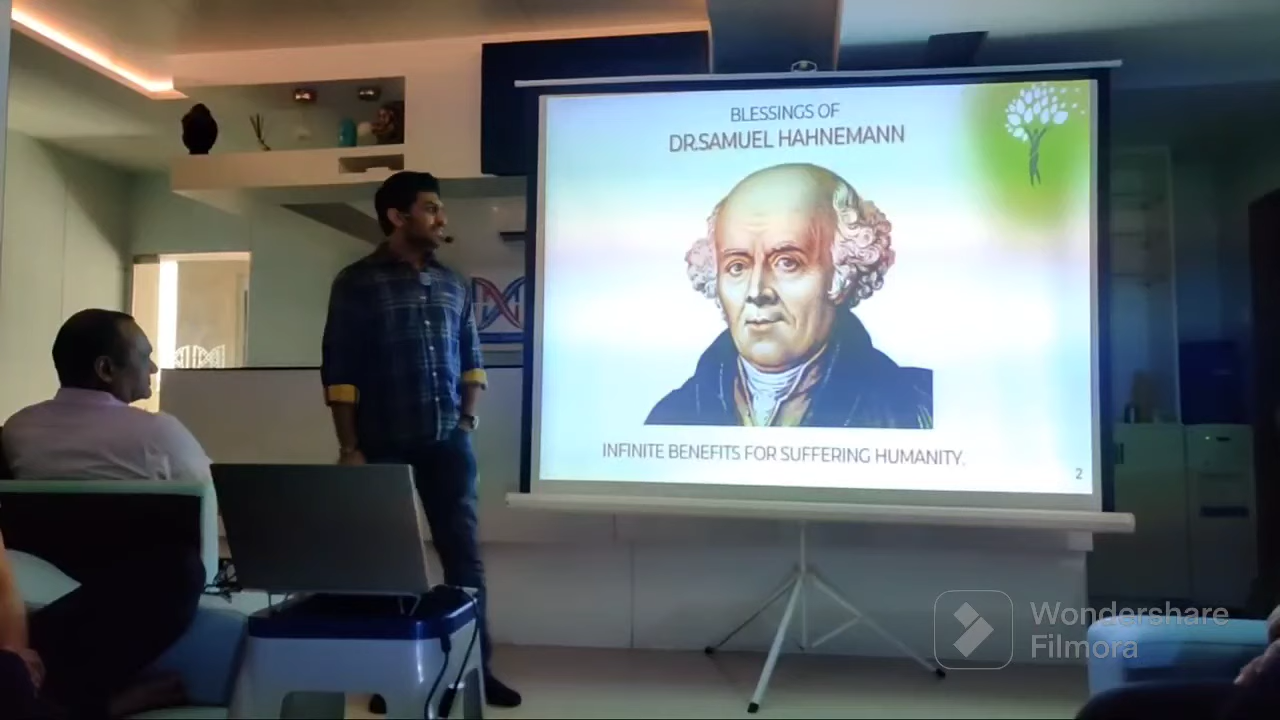 BLESSINGS OF
DR.SAMUEL HAHNEMANN
INFINITE BENEFITS FOR SUFFERING HUMANITY.
2
Wondershare
Filmora